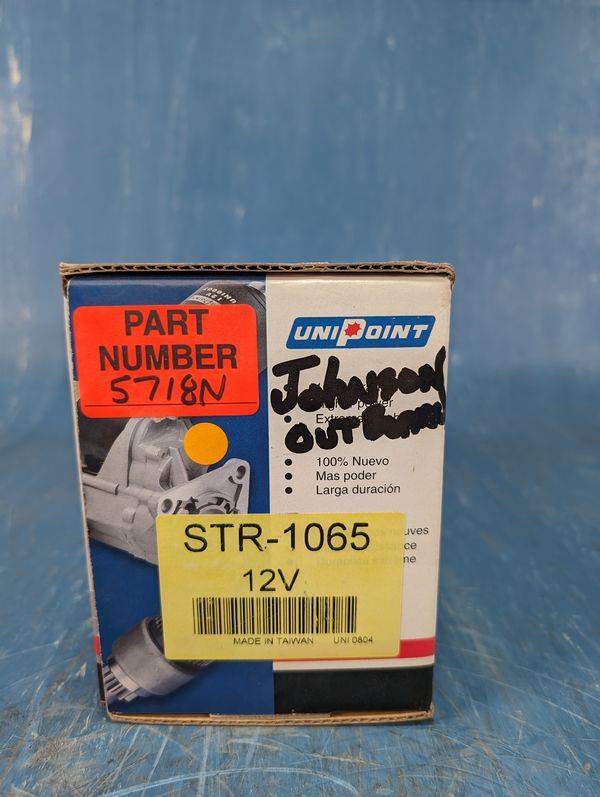 PART
NUMBER
5718N
UNIPOINT
Johnson
OUT
100% Nuevo
Mas poder
Larga duración
STR-1065
12V
MADE IN TAIWAN UNI 0804